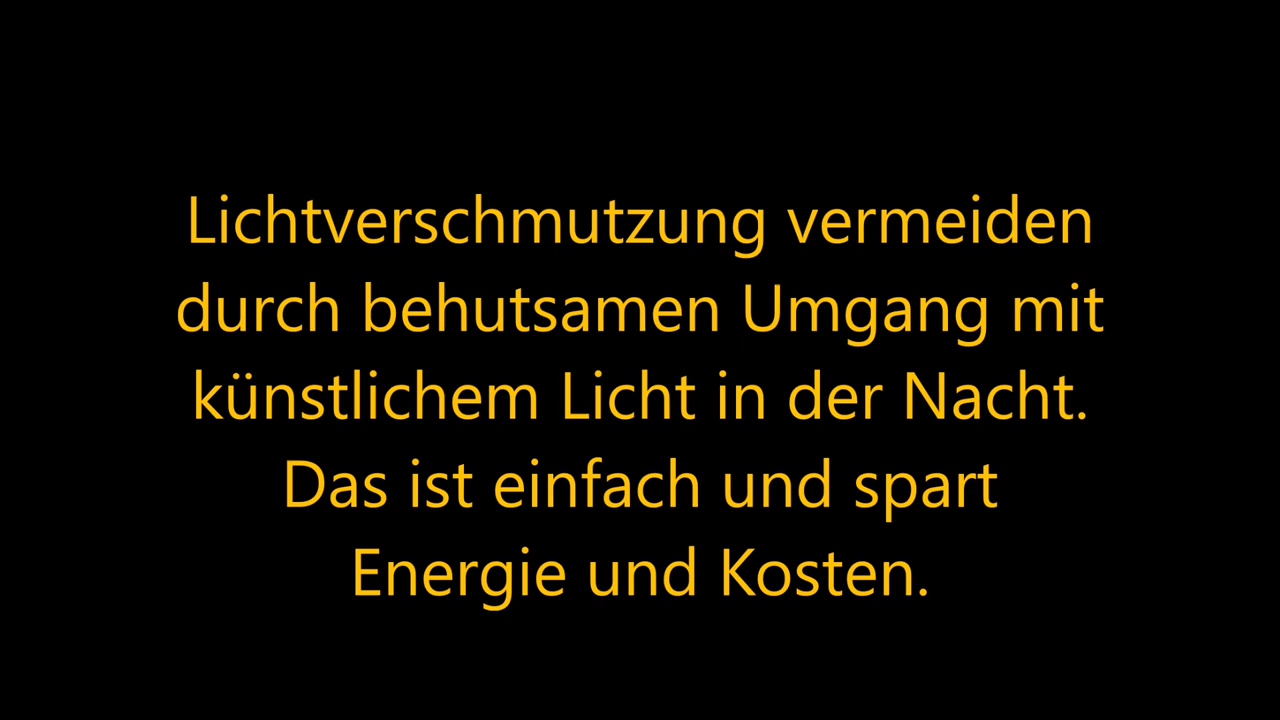 Lichtverschmutzung vermeiden
durch behutsamen Umgang mit
künstlichem Licht in der Nacht.
Das ist einfach und spart
Energie und Kosten.